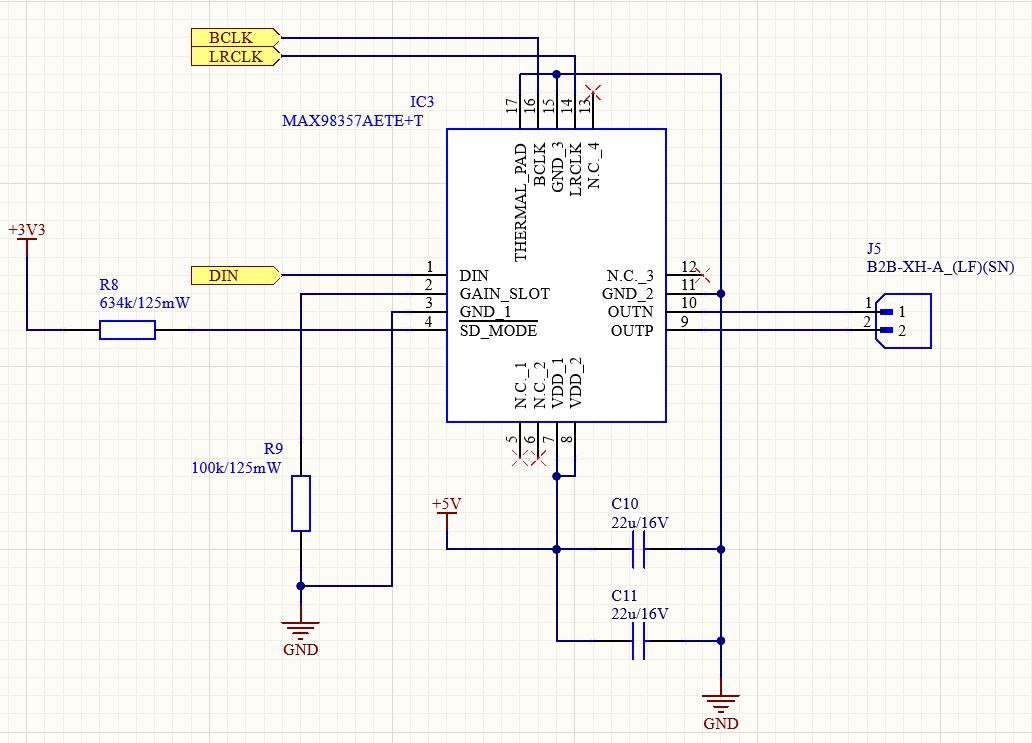 BCLK
LRCLK
IC3
MAX98357AETE+T
17
16
15
14
13
THERMAL_PAD
BCLK
GND_3
LRCLK
N.C._4
+3V3
R8
634k/125mW
DIN
1
2
3
4
DIN
GAIN_SLOT
GND_1
SD_MODE
N.C._3
GND_2
OUTN
OUTP
12
11
10
9
J5
B2B-XH-A_(LF)(SN)
1
2
1
2
N.C._1
N.C._2
VDD_1
VDD_2
5
6
7
8
R9
100k/125mW
+5V
C10
22u/16V
C11
22u/16V
GND
GND